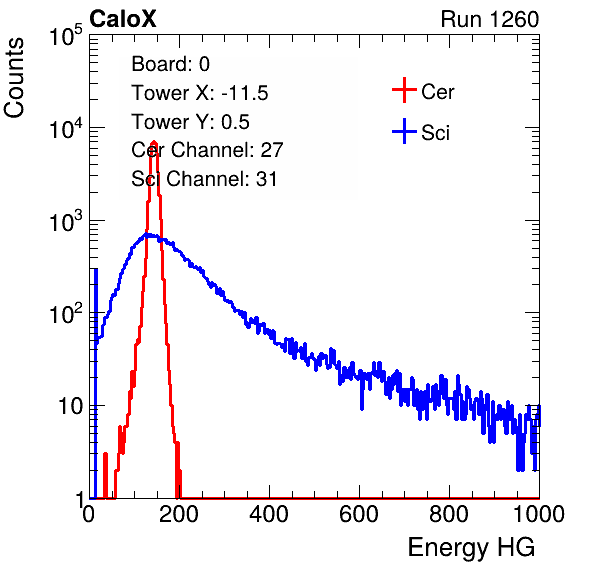 CaloX Run 1260
10^5
Board: 0
Tower X: -11.5
Tower Y: 0.5
Cer Channel: 27
Sci Channel: 31
Cer
Sci
Counts
10^4
10^3
10^2
10
1
0 200 400 600 800 1000
Energy HG